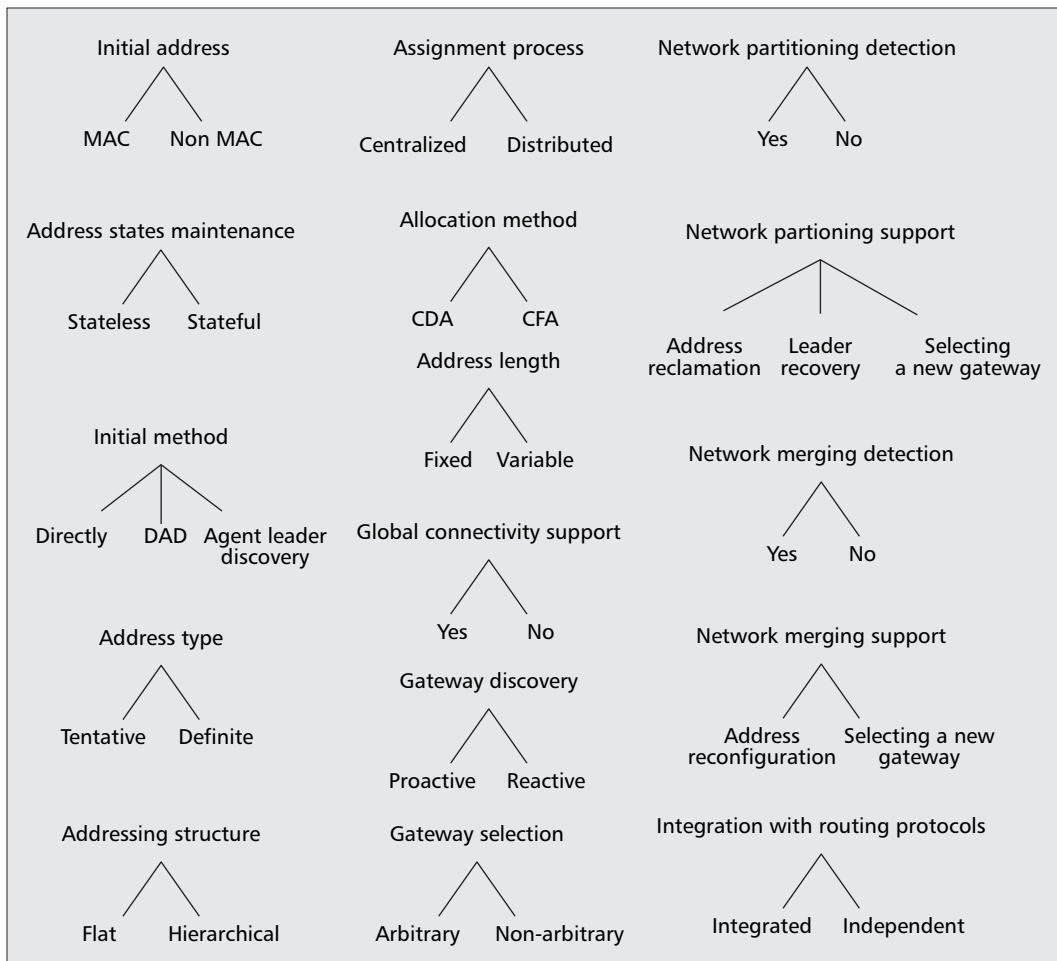 Initial address
MAC Non MAC
Address states maintenance
Stateless Stateful
Initial method
Directly DAD Agent leader
discovery
Address type
Tentative Definite
Addressing structure
Flat Hierarchical
Assignment process
Centralized Distributed
Allocation method
CDA CFA
Address length
Fixed Variable
Global connectivity support
Yes No
Gateway discovery
Proactive Reactive
Gateway selection
Arbitrary Non-arbitrary
Network partitioning detection
Yes No
Network partioning support
Address
reclamation
Leader
recovery
Selecting
a new gateway
Network merging detection
Yes No
Network merging support
Address
reconfiguration
Selecting a new
gateway
Integration with routing protocols
Integrated Independent